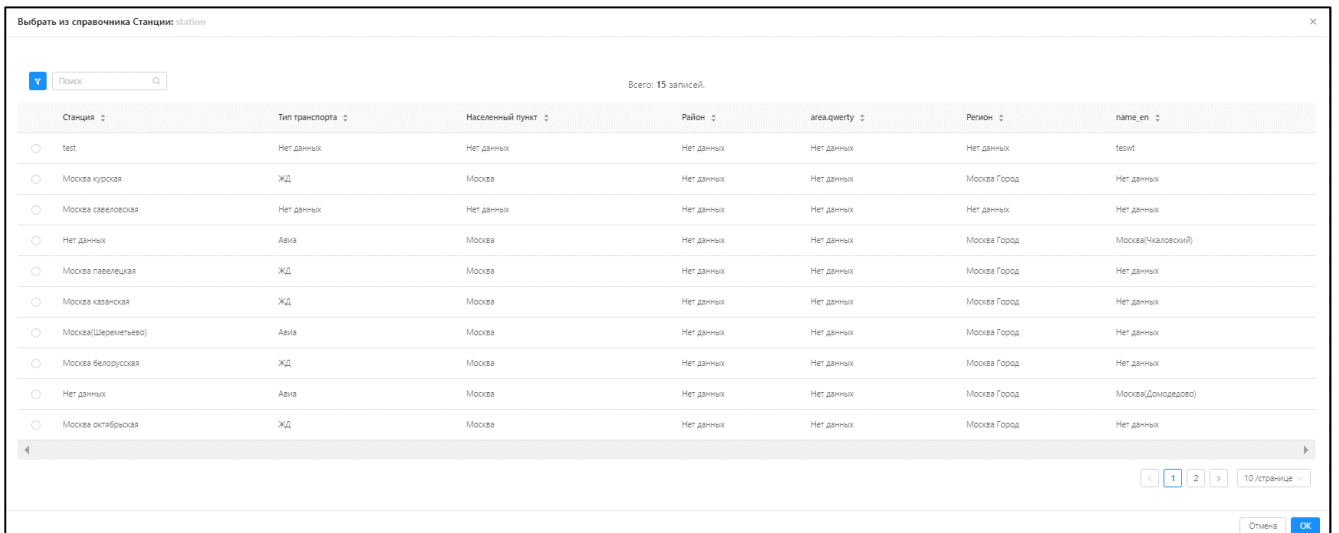 Выбрать из справочника Станции: station
Поиск
Всего: 15 записей.
Станция Тип транспорта Населенный пункт Район area.qwerty Регион name_en
test Нет данных Нет данных Нет данных Нет данных Нет данных teswt
Москва курская ЖД Москва Нет данных Нет данных Москва Город Нет данных
Москва савеловская Нет данных Нет данных Нет данных Нет данных Нет данных Нет данных
Нет данных Авиа Москва Нет данных Нет данных Москва Город Москва(Чкаловский)
Москва павелецкая ЖД Москва Нет данных Нет данных Москва Город Нет данных
Москва казанская ЖД Москва Нет данных Нет данных Москва Город Нет данных
Москва(Шереметьево) Авиа Москва Нет данных Нет данных Москва Город Нет данных
Москва белорусская ЖД Москва Нет данных Нет данных Москва Город Нет данных
Нет данных Авиа Москва Нет данных Нет данных Москва Город Москва(Домодедово)
Москва октябрьская ЖД Москва Нет данных Нет данных Москва Город Нет данных
< 1 2 > 10 /странице
Отмена OK